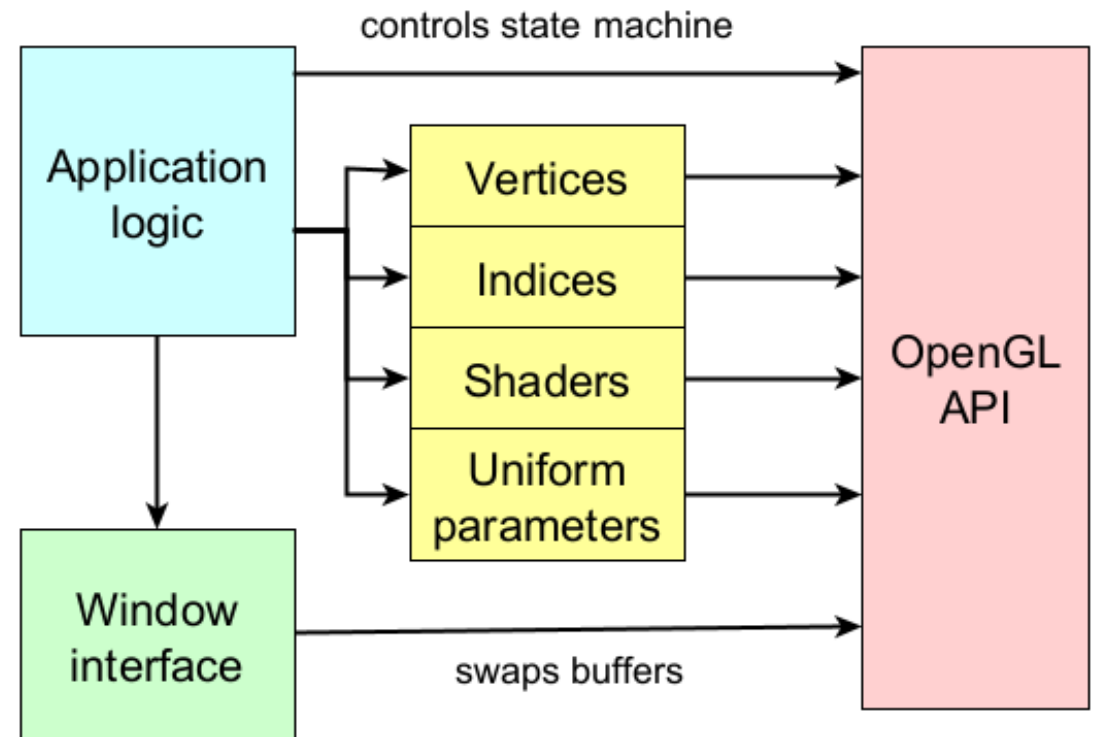 controls state machine
Application
logic
Vertices
Indices
Shaders
Uniform
parameters
OpenGL
API
Window
interface
swaps buffers